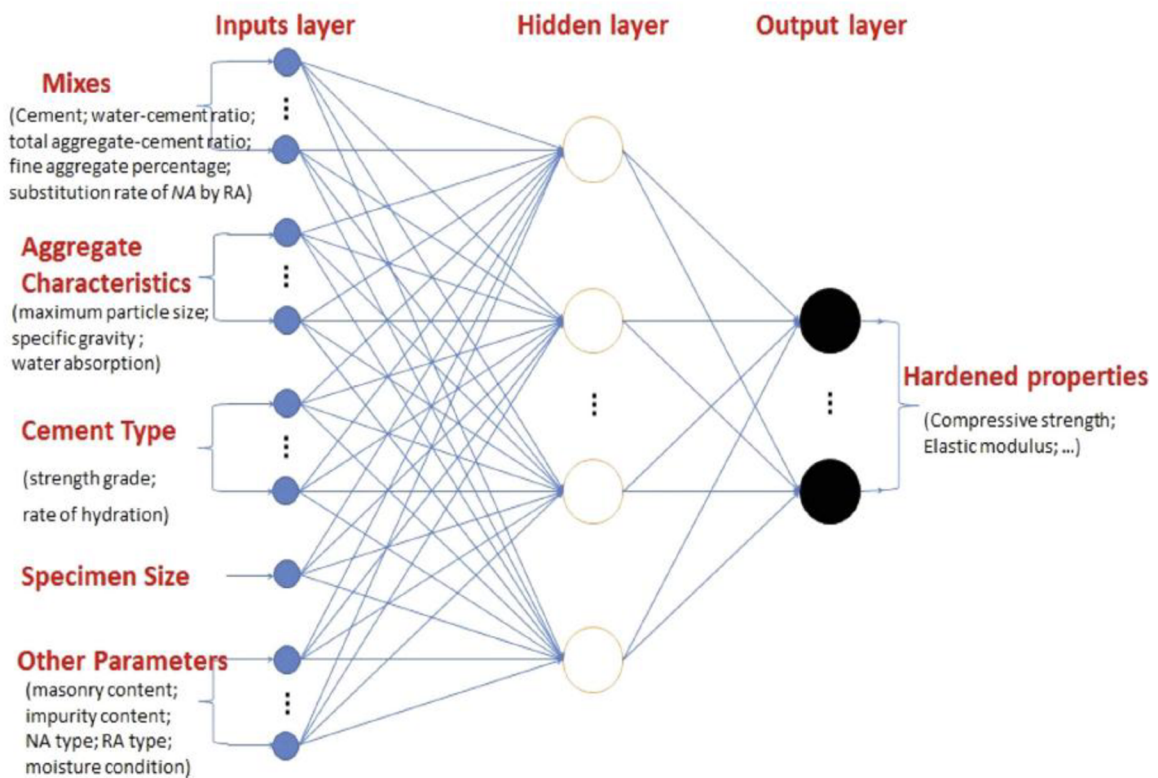 Inputs layer
Hidden layer
Output layer
Mixes
(Cement; water-cement ratio;
total aggregate-cement ratio;
fine aggregate percentage;
substitution rate of NA by RA)
Aggregate
Characteristics
(maximum particle size;
specific gravity ;
water absorption)
Cement Type
(strength grade;
rate of hydration)
Specimen Size
Other Parameters
(masonry content;
impurity content;
NA type; RA type;
moisture condition)
Hardened properties
(Compressive strength;
Elastic modulus; ...)